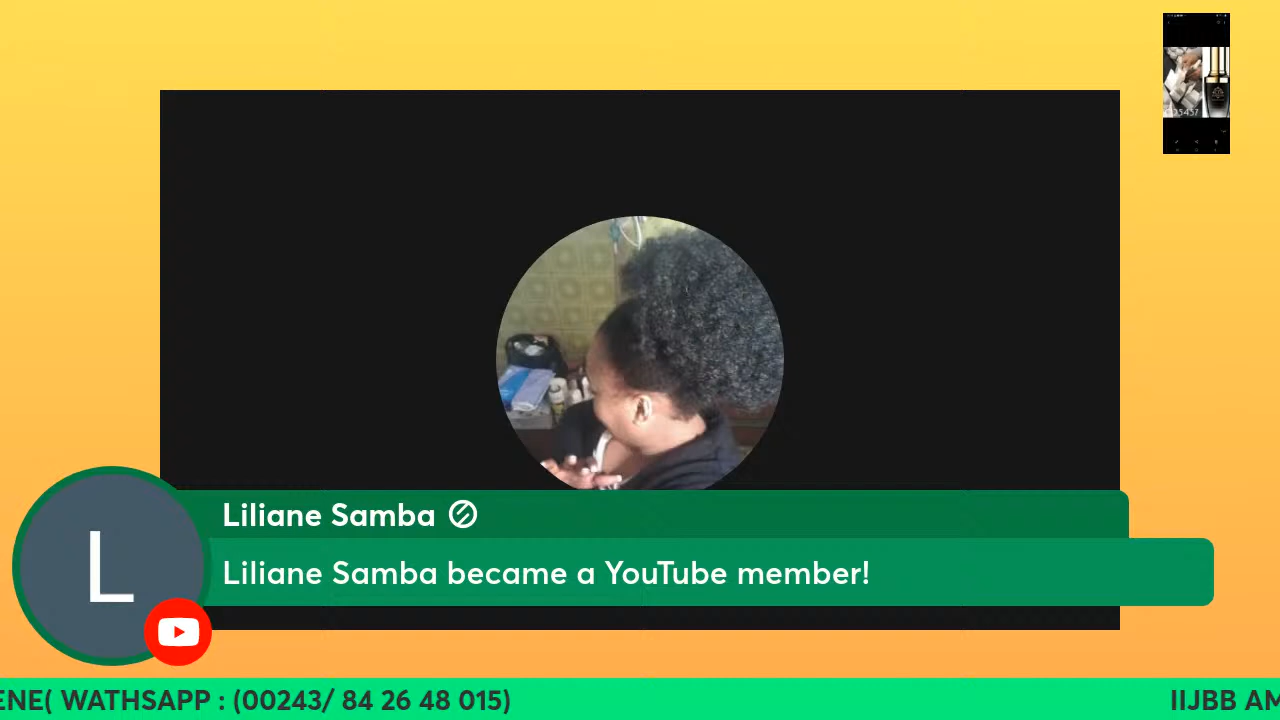 Liliane Samba
Liliane Samba became a YouTube member!
L
ENE( WATHSAPP : (00243/ 84 26 48 015)
IIJBB AM